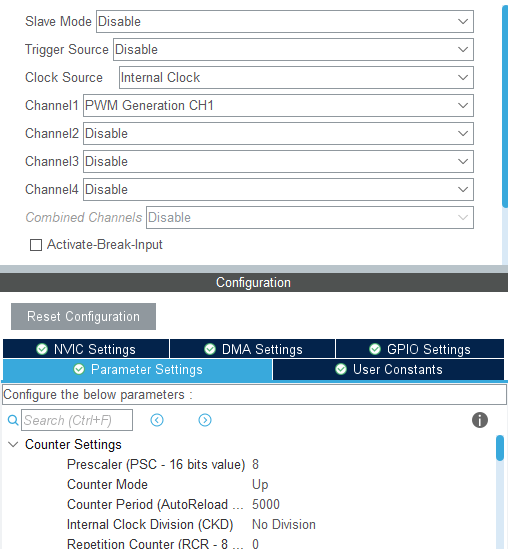 Slave Mode Disable
Trigger Source Disable
Clock Source Internal Clock
Channel1 PWM Generation CH1
Channel2 Disable
Channel3 Disable
Channel4 Disable
Combined Channels Disable
Activate-Break-Input
Configuration
Reset Configuration
NVIC Settings DMA Settings GPIO Settings
Parameter Settings User Constants
Configure the below parameters :
Search (Ctrl+F)
Counter Settings
Prescaler (PSC - 16 bits value) 8
Counter Mode Up
Counter Period (AutoReload ... 5000
Internal Clock Division (CKD) No Division
Repetition Counter (RCR - 8 ... 0